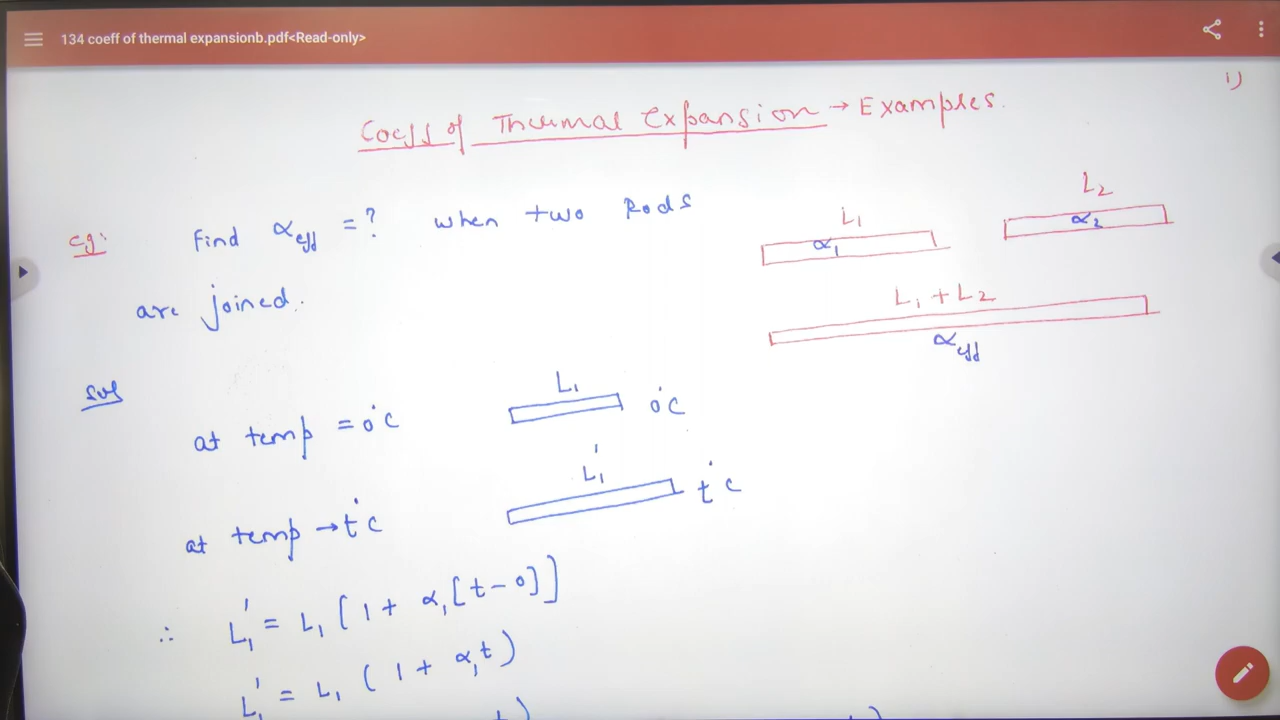 134 coeff of thermal expansionb.pdf<Read-only>
1)
Coeff of Thermal Expansion → Examples.
eg: Find αeff = ? when two Rods
are joined.
L1
α1
L2
α2
L1 + L2
αeff
Sol
at temp = 0°C
L1
0°C
at temp → t°C
L1'
t°C
∴ L1' = L1 [1 + α1[t - 0]]
L1' = L1 (1 + α1t)